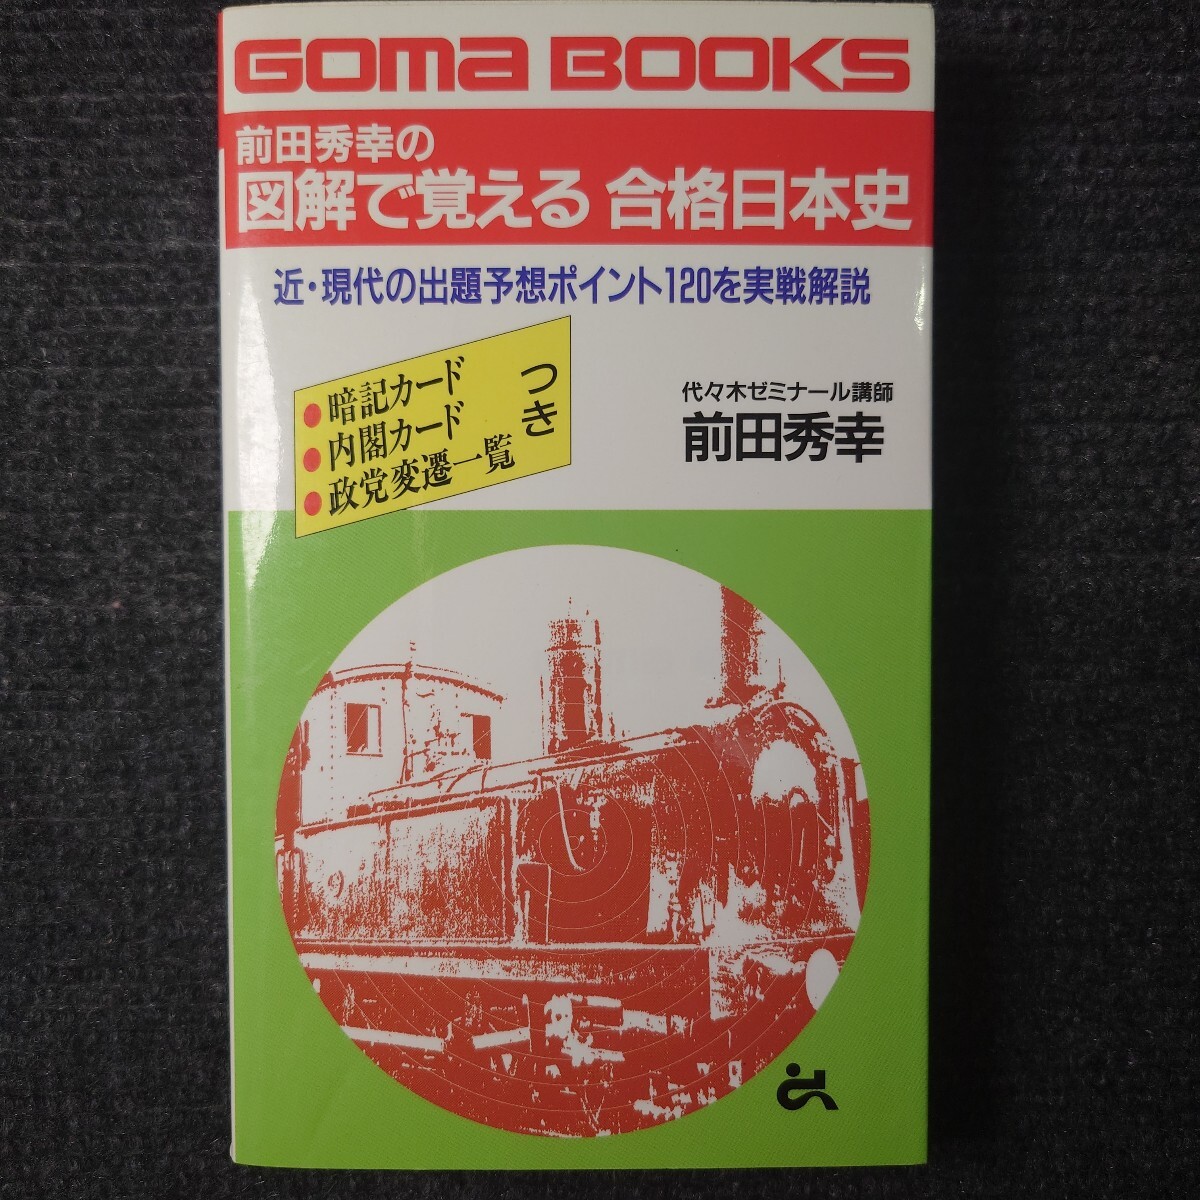 GOMA BOOKS
前田秀幸の
図解で覚える 合格日本史
近・現代の出題予想ポイント120を実戦解説
●暗記カード
●内閣カード
●政党変遷一覧
つき
代々木ゼミナール講師
前田秀幸
9